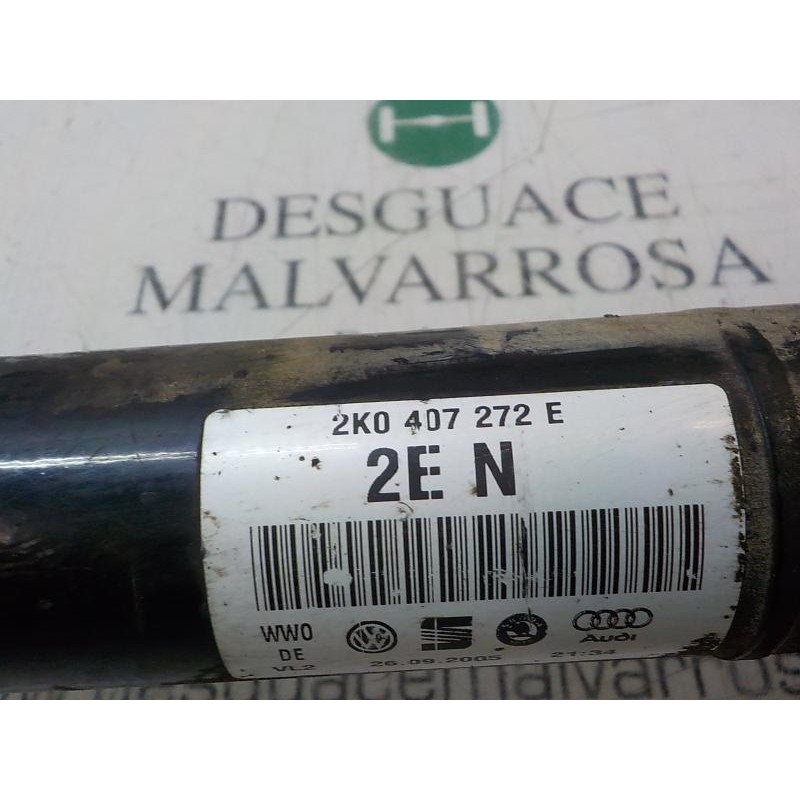 DESGUACE
MALVARROSA
2K0 407 272 E
2E N
WW0
DE
VL2
26.09.2005
21:34
Audi